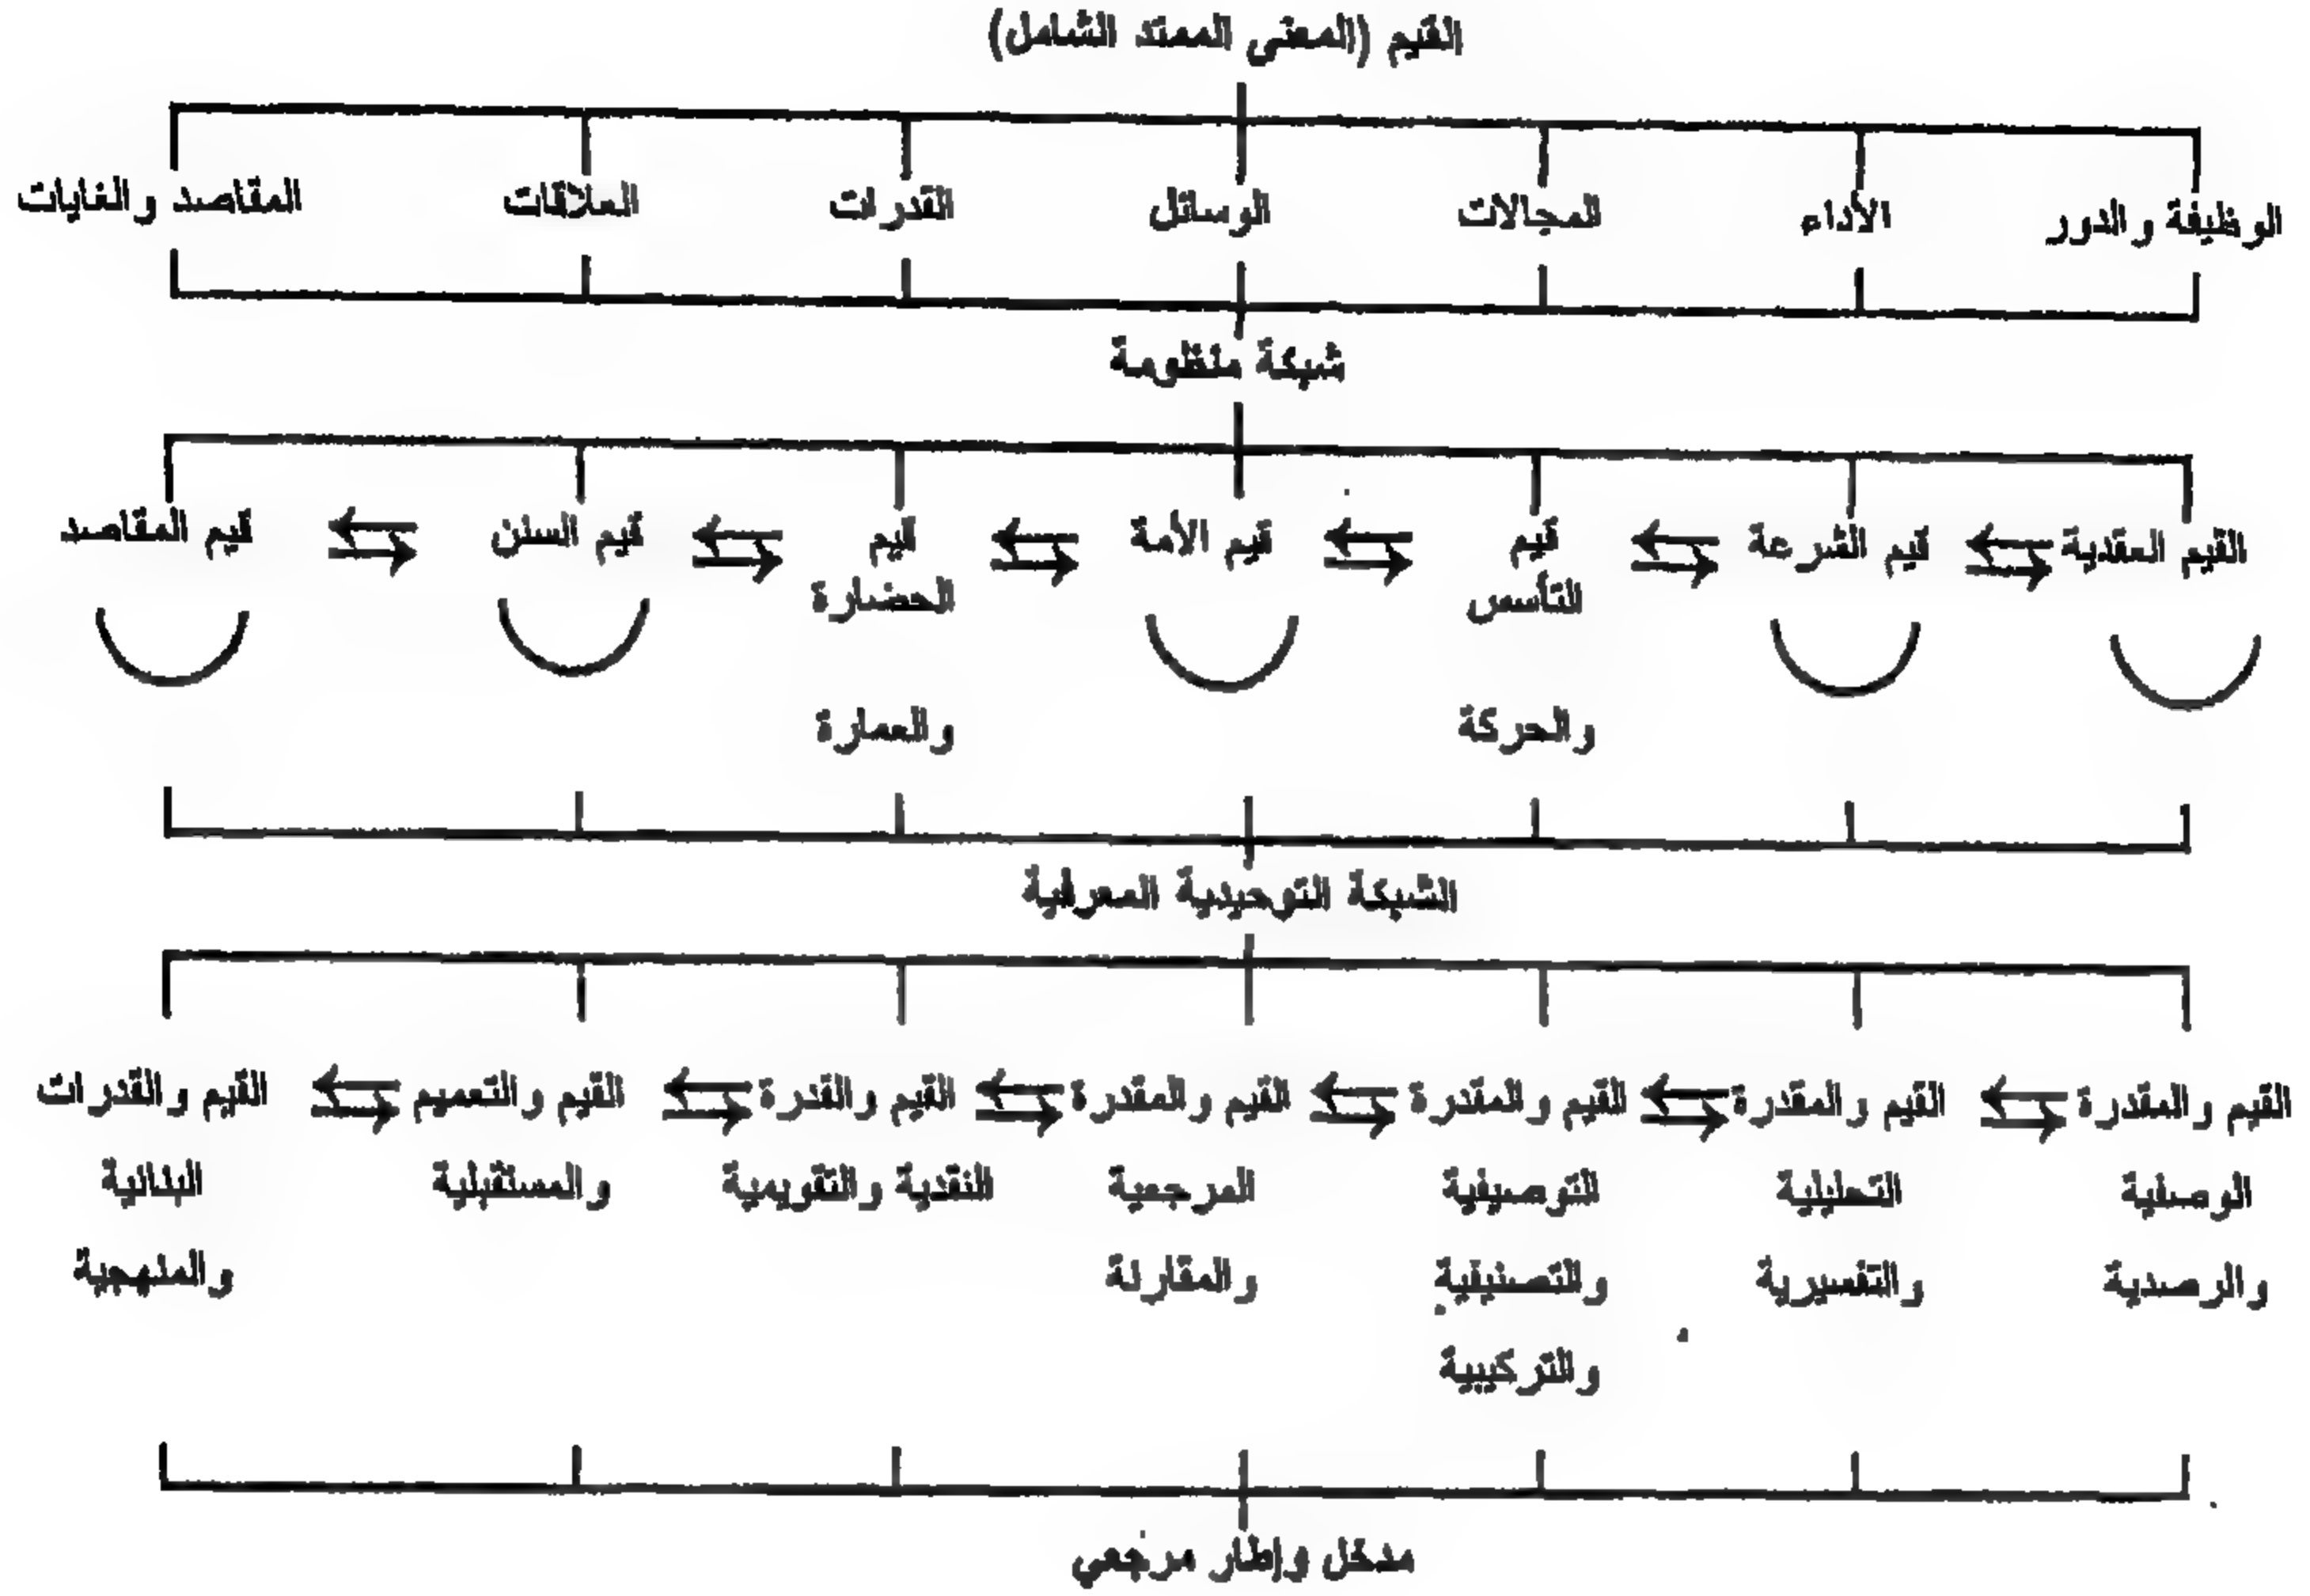 القيم (المعنى الممتد الشامل)
الوظيفة والدور الأداء المجالات الوسائل القدرات العلاقات المقاصد والغايات
شبكة منظومة
القيم العقدية قيم الشرعة قيم قيم الأمة قيم قيم السنن قيم المقاصد
التأسس الحضارة
والحركة والعمارة
الشبكة التوحيدية المعرفية
القيم والمقدرة القيم والمقدرة القيم والمقدرة القيم والمقدرة القيم والقدرة القيم والتعميم القيم والقدرات
الوصفية التحليلية التوصيفية المرجعية النقدية والتقويمية والمستقبلية البنائية
والرصدية والتفسيرية والتصنيفية والمقارنة والمنهجية
والتركيبية
مدخل وإطار مرجعي